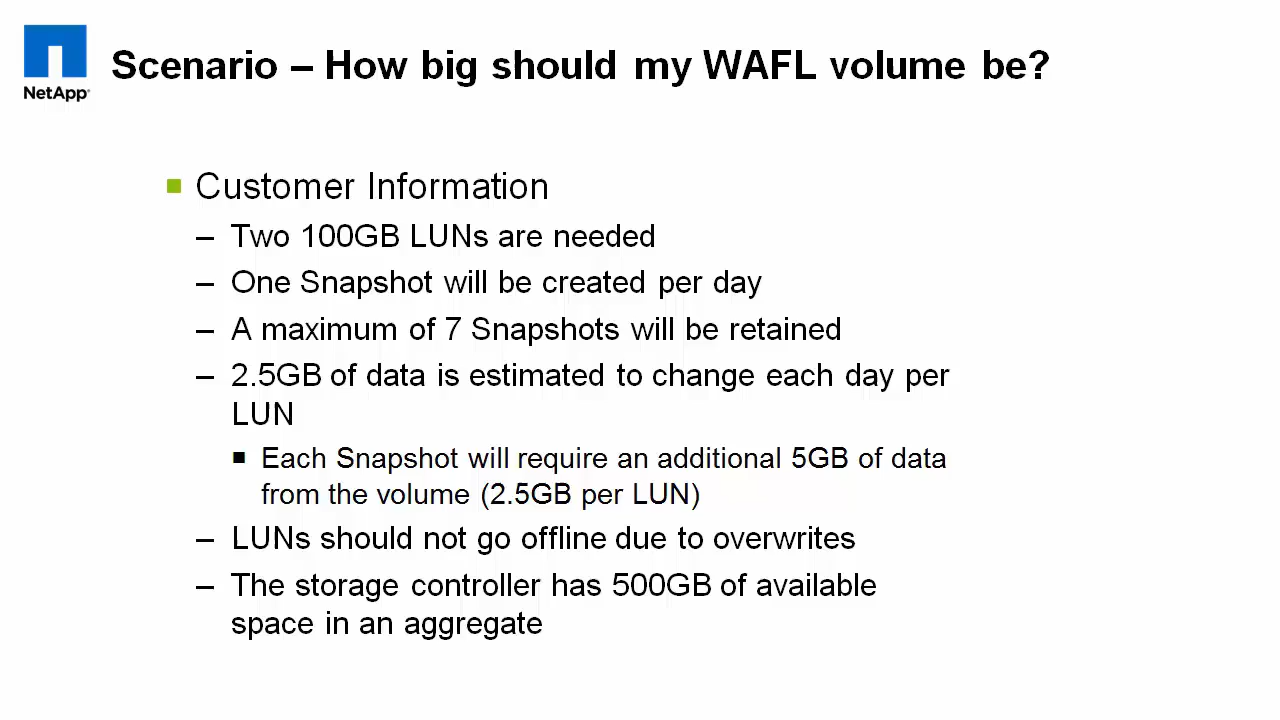 NetApp®
Scenario – How big should my WAFL volume be?
■ Customer Information
– Two 100GB LUNs are needed
– One Snapshot will be created per day
– A maximum of 7 Snapshots will be retained
– 2.5GB of data is estimated to change each day per
LUN
■ Each Snapshot will require an additional 5GB of data
from the volume (2.5GB per LUN)
– LUNs should not go offline due to overwrites
– The storage controller has 500GB of available
space in an aggregate